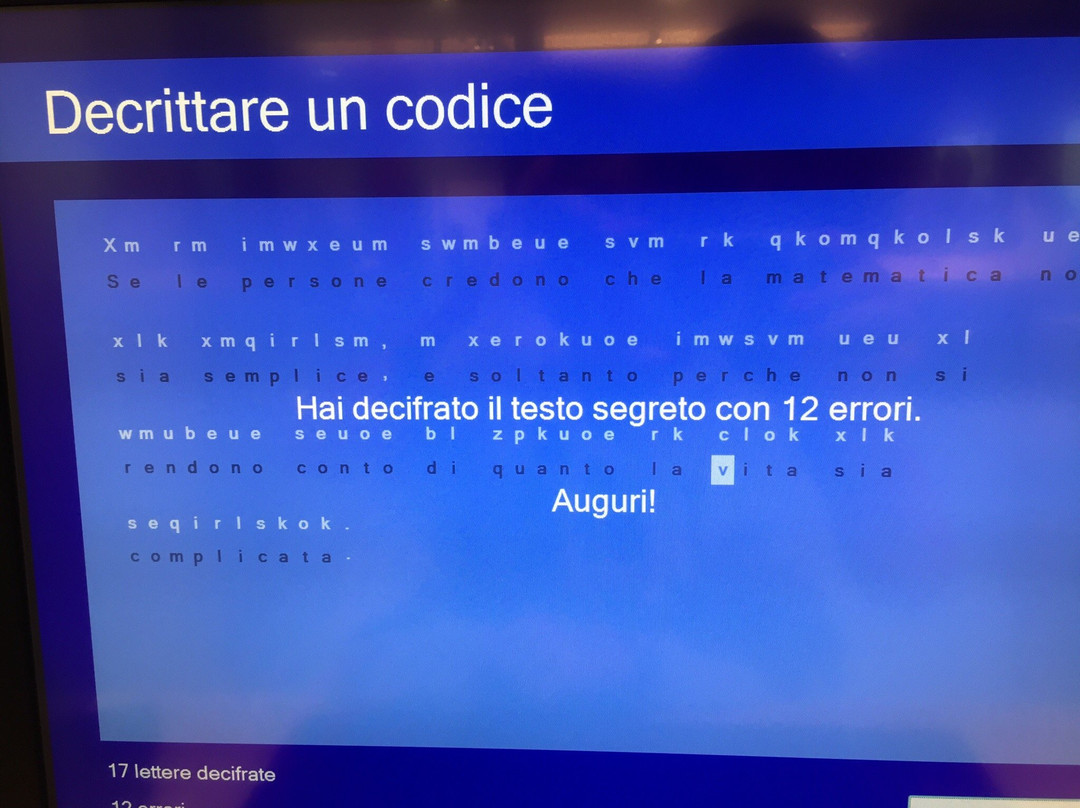 Decrittare un codice
Xm rm imwxeum swmbeue svm rk qkomqkolsk ue
Se le persone credono che la matematica no
xlk xmqirlsm, m xerokuoe imwsvm ueu xl
sia semplice, e soltanto perche non si
Hai decifrato il testo segreto con 12 errori.
wmubeue seuoe bl zpkuoe rk clok xlk
rendono conto di quanto la vita sia
Auguri!
seqirlskok.
complicata.
17 lettere decifrate
12 errori